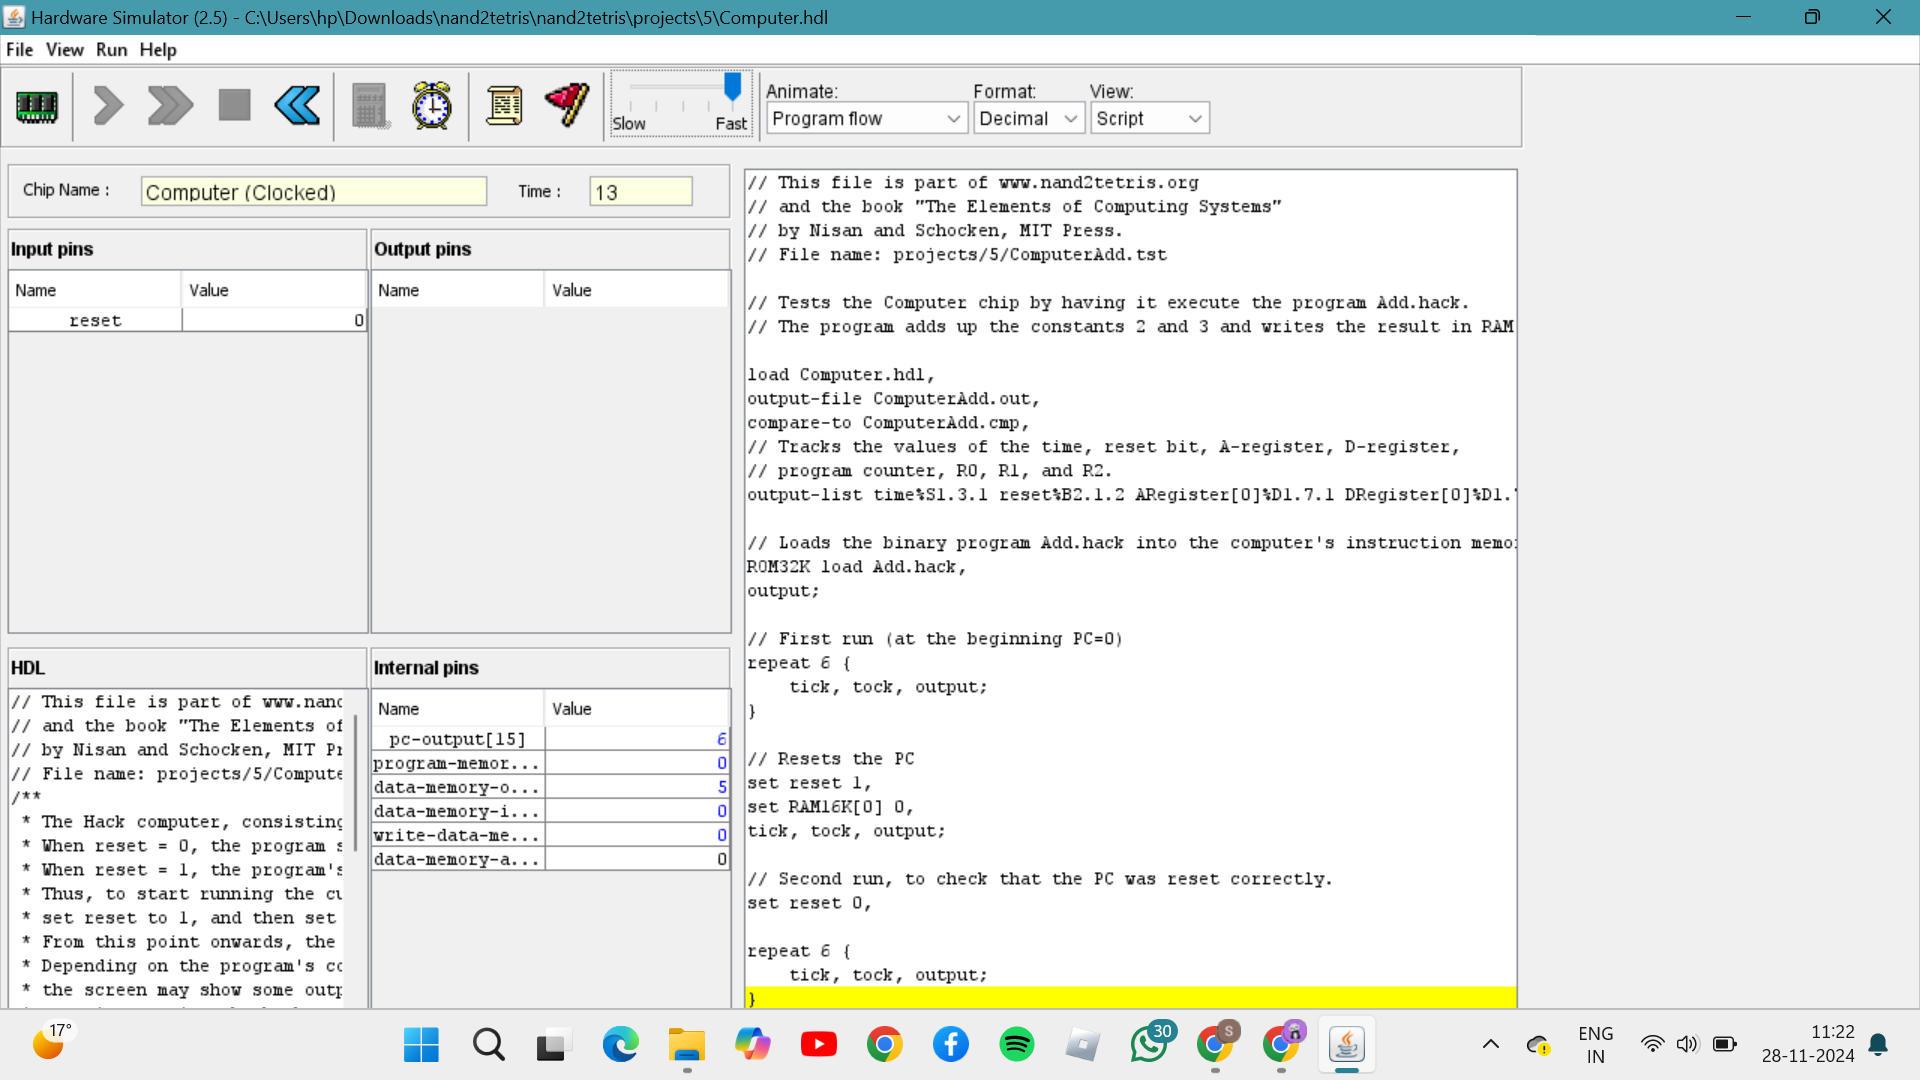 Hardware Simulator (2.5) - C:\Users\hp\Downloads\nand2tetris\nand2tetris\projects\5\Computer.hdl
File View Run Help
Slow Fast
Animate: Format: View:
Program flow Decimal Script
Chip Name : Computer (Clocked) Time : 13
Input pins
Name Value
reset 0
Output pins
Name Value
HDL
// This file is part of www.nand
// and the book "The Elements of
// by Nisan and Schocken, MIT Pr
// File name: projects/5/Compute
/**
* The Hack computer, consisting
* When reset = 0, the program s
* When reset = 1, the program's
* Thus, to start running the cu
* set reset to 1, and then set
* From this point onwards, the
* Depending on the program's co
* the screen may show some outp
Internal pins
Name Value
pc-output[15] 6
program-memor... 0
data-memory-o... 5
data-memory-i... 0
write-data-me... 0
data-memory-a... 0
// This file is part of www.nand2tetris.org
// and the book "The Elements of Computing Systems"
// by Nisan and Schocken, MIT Press.
// File name: projects/5/ComputerAdd.tst
// Tests the Computer chip by having it execute the program Add.hack.
// The program adds up the constants 2 and 3 and writes the result in RAM
load Computer.hdl,
output-file ComputerAdd.out,
compare-to ComputerAdd.cmp,
// Tracks the values of the time, reset bit, A-register, D-register,
// program counter, R0, R1, and R2.
output-list time%S1.3.1 reset%B2.1.2 ARegister[0]%D1.7.1 DRegister[0]%D1.
// Loads the binary program Add.hack into the computer's instruction memo
ROM32K load Add.hack,
output;
// First run (at the beginning PC=0)
repeat 6 {
tick, tock, output;
}
// Resets the PC
set reset 1,
set RAM16K[0] 0,
tick, tock, output;
// Second run, to check that the PC was reset correctly.
set reset 0,
repeat 6 {
tick, tock, output;
}
17°
30
S
ENG
IN
11:22
28-11-2024